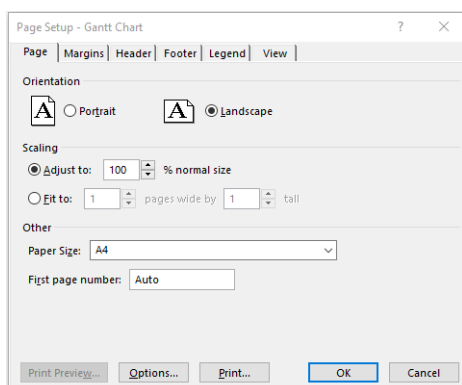 Page Setup - Gantt Chart ?
Page Margins Header Footer Legend View
Orientation
A Portrait A Landscape
Scaling
Adjust to: 100 % normal size
Fit to: 1 pages wide by 1 tall
Other
Paper Size: A4
First page number: Auto
Print Preview... Options... Print... OK Cancel